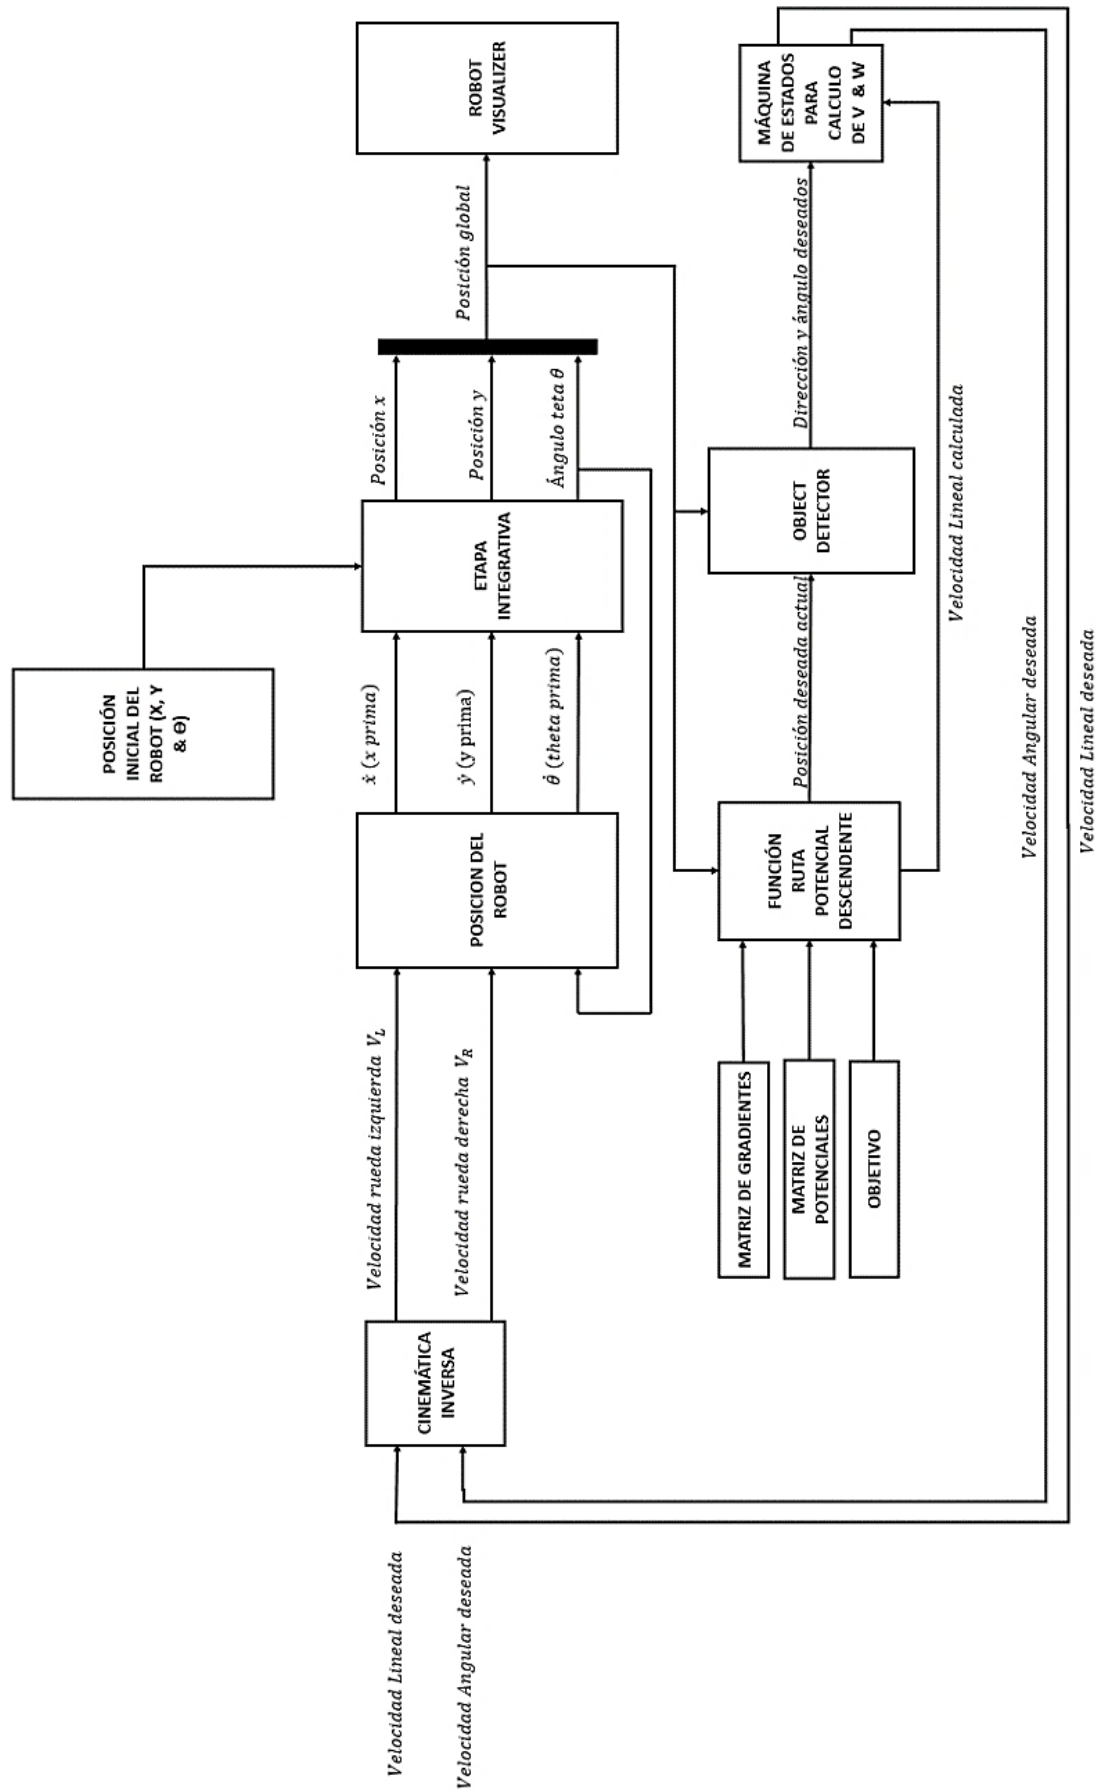 POSICIÓN
INICIAL DEL
ROBOT (X, Y
& Θ)
Velocidad Lineal deseada
Velocidad Angular deseada
CINEMÁTICA
INVERSA
Velocidad rueda izquierda V_L
Velocidad rueda derecha V_R
POSICION DEL
ROBOT
ẋ (x prima)
ẏ (y prima)
θ̇ (theta prima)
ETAPA
INTEGRATIVA
Posición x
Posición y
Ángulo teta θ
Posición global
ROBOT
VISUALIZER
MATRIZ DE GRADIENTES
MATRIZ DE
POTENCIALES
OBJETIVO
FUNCIÓN
RUTA
POTENCIAL
DESCENDENTE
Posición deseada actual
OBJECT
DETECTOR
Dirección y ángulo deseados
MÁQUINA
DE ESTADOS
PARA
CALCULO
DE V & W
Velocidad Lineal calculada
Velocidad Angular deseada
Velocidad Lineal deseada